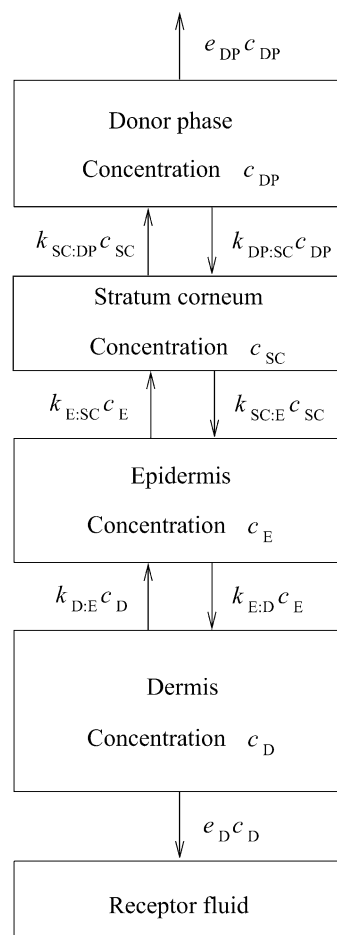 e_DP c_DP
Donor phase
Concentration c_DP
k_SC:DP c_SC k_DP:SC c_DP
Stratum corneum
Concentration c_SC
k_E:SC c_E k_SC:E c_SC
Epidermis
Concentration c_E
k_D:E c_D k_E:D c_E
Dermis
Concentration c_D
e_D c_D
Receptor fluid